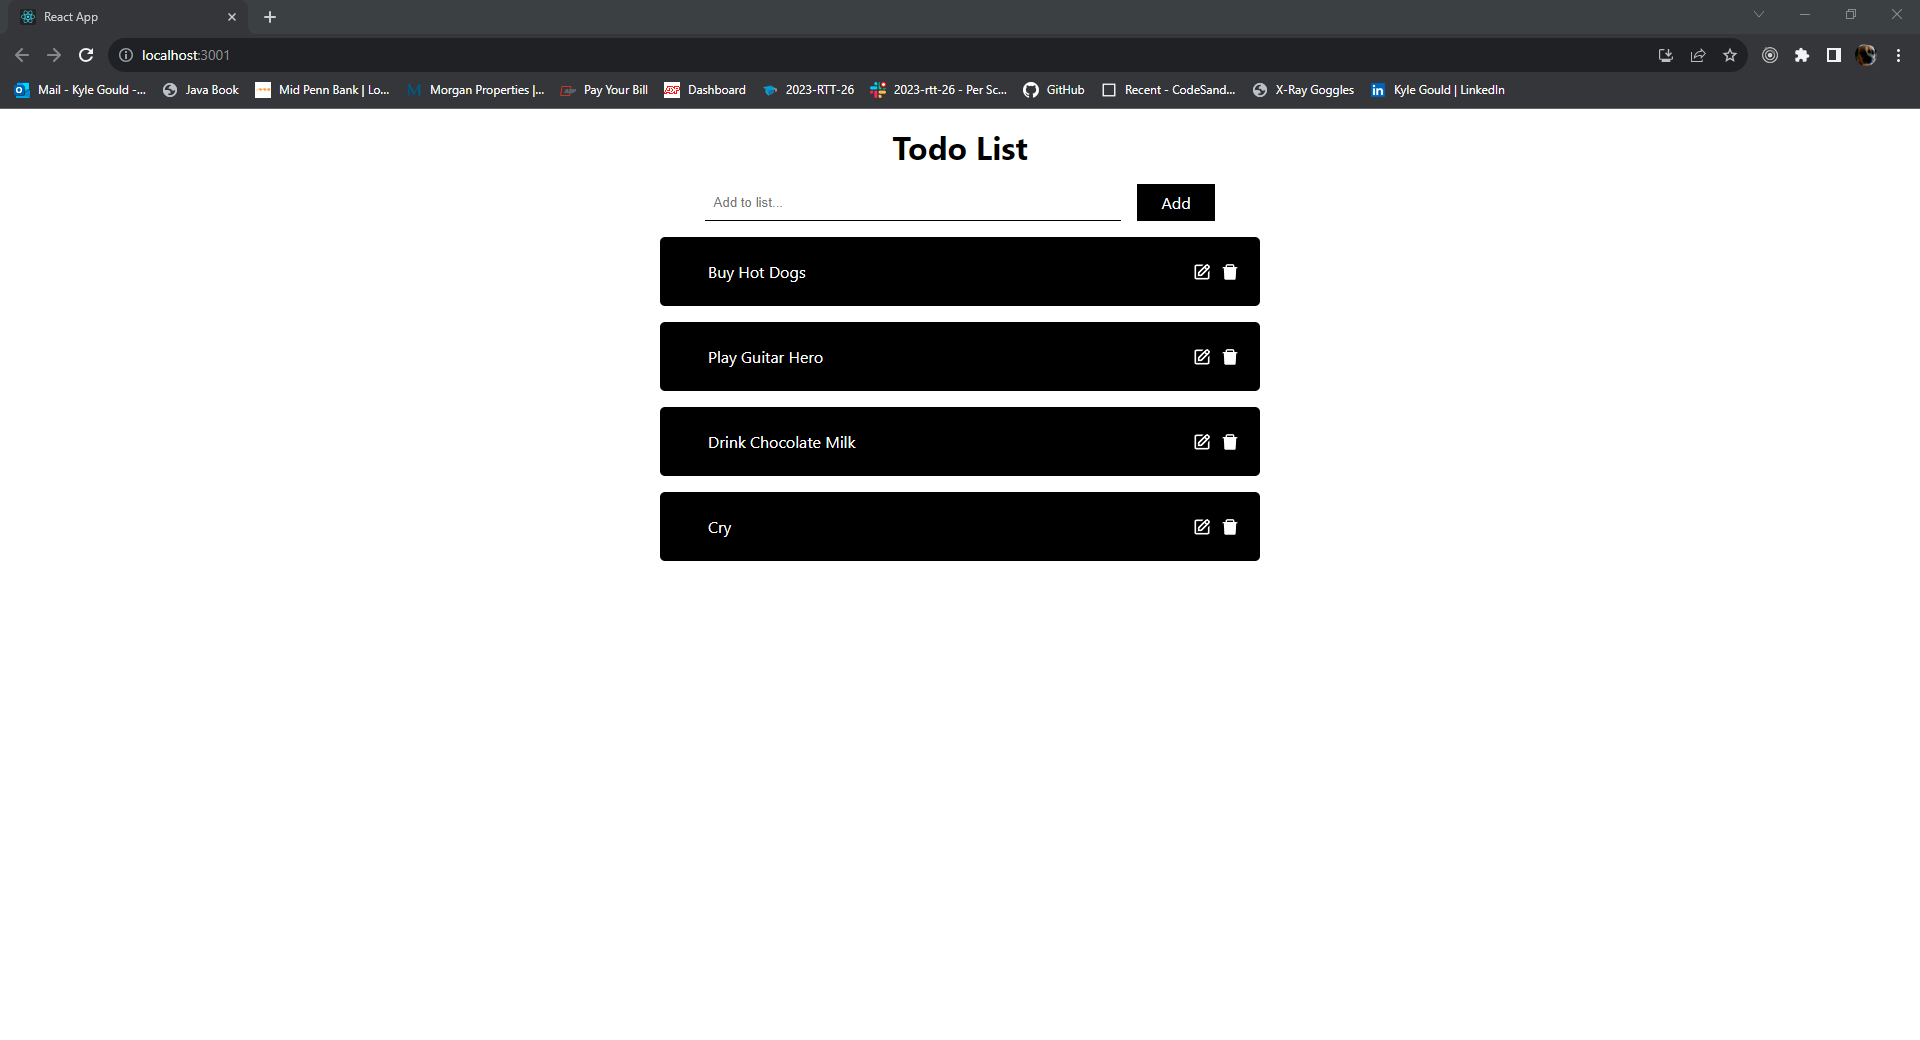 React App
localhost:3001
Mail - Kyle Gould -... Java Book Mid Penn Bank | Lo... Morgan Properties |... Pay Your Bill Dashboard 2023-RTT-26 2023-rtt-26 - Per Sc... GitHub Recent - CodeSand... X-Ray Goggles Kyle Gould | LinkedIn
Todo List
Add to list... Add
Buy Hot Dogs
Play Guitar Hero
Drink Chocolate Milk
Cry